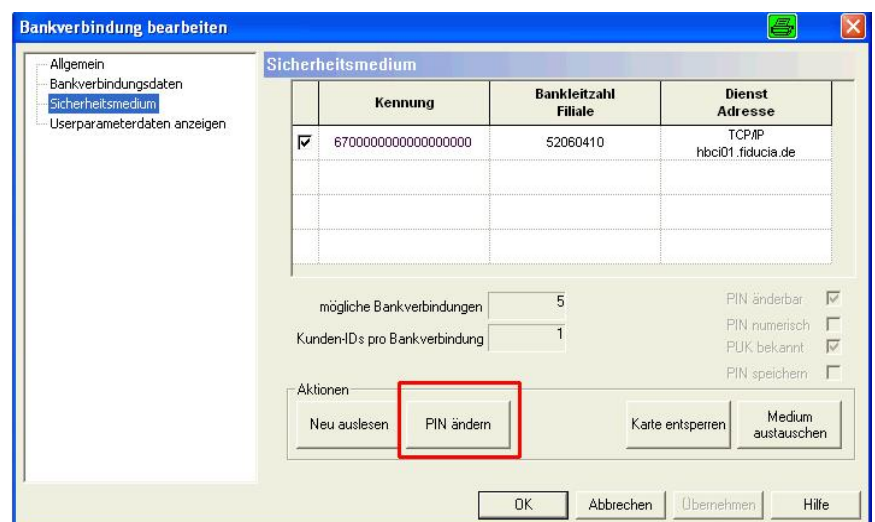 Bankverbindung bearbeiten
Allgemein
Bankverbindungsdaten
Sicherheitsmedium
Userparameterdaten anzeigen
Sicherheitsmedium
Kennung
Bankleitzahl
Filiale
Dienst
Adresse
6700000000000000000
52060410
TCP/IP
hbci01.fiducia.de
mögliche Bankverbindungen 5
Kunden-IDs pro Bankverbindung 1
PIN änderbar
PIN numerisch
PUK bekannt
PIN speichern
Aktionen
Neu auslesen
PIN ändern
Karte entsperren
Medium
austauschen
OK
Abbrechen
Übernehmen
Hilfe